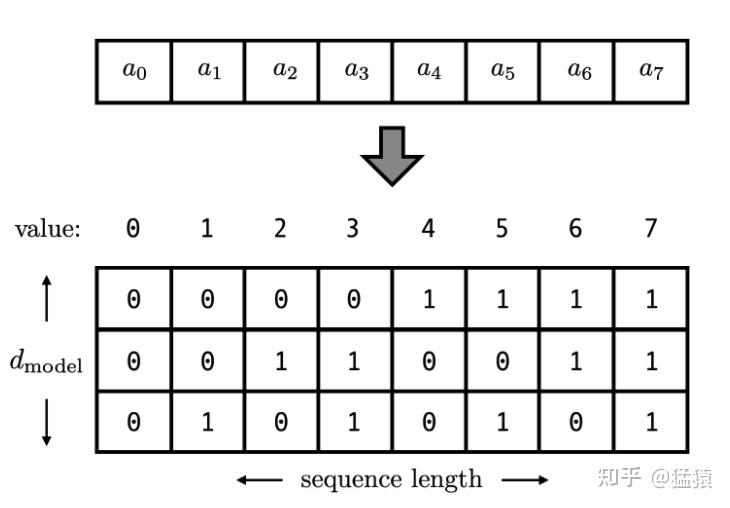 a₀ a₁ a₂ a₃ a₄ a₅ a₆ a₇
value: 0 1 2 3 4 5 6 7
0 0 0 0 1 1 1 1
d_model 0 0 1 1 0 0 1 1
0 1 0 1 0 1 0 1
sequence length
知乎 @猛猿